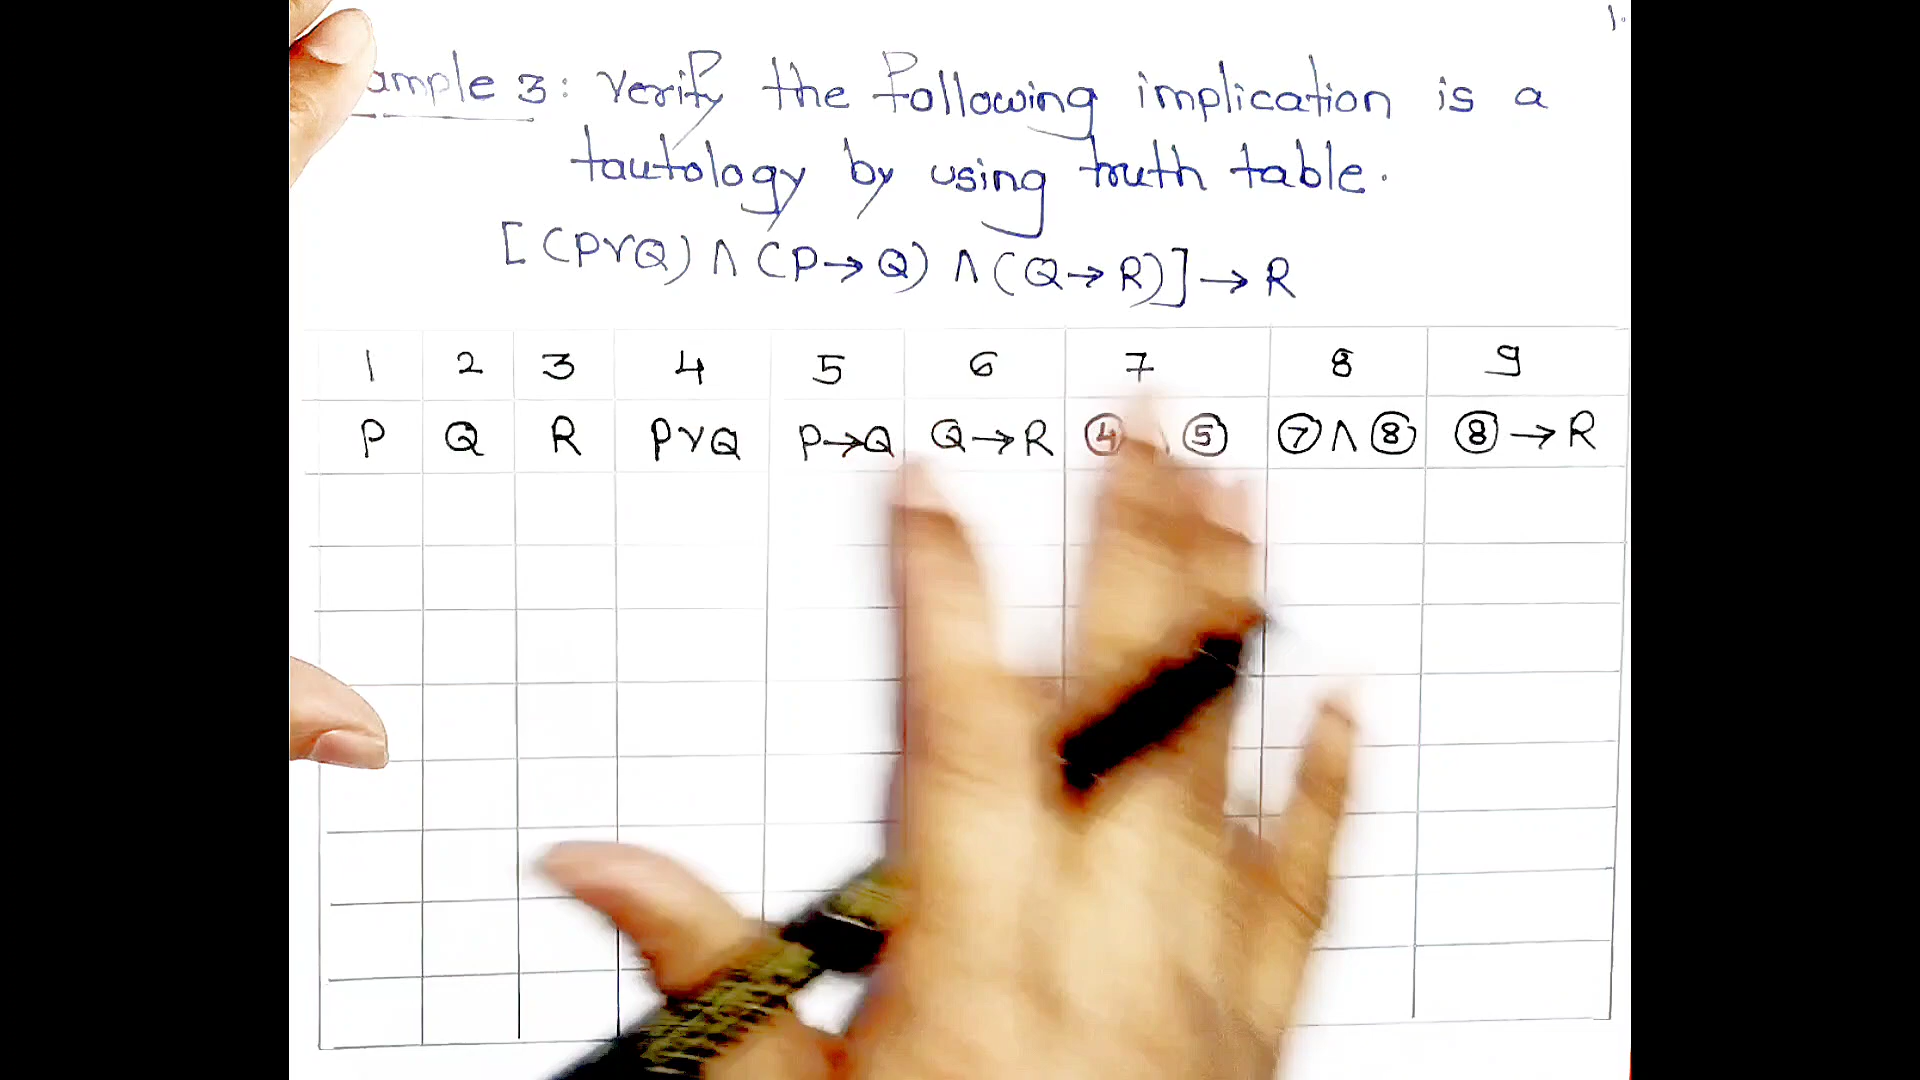 1.
ample 3: Verify the following implication is a
tautology by using truth table.
[(P∨Q) ∧ (P→Q) ∧ (Q→R)] → R
1 2 3 4 5 6 7 8 9
P Q R P∨Q P→Q Q→R ④ ⑤ ⑦∧⑧ ⑧→R